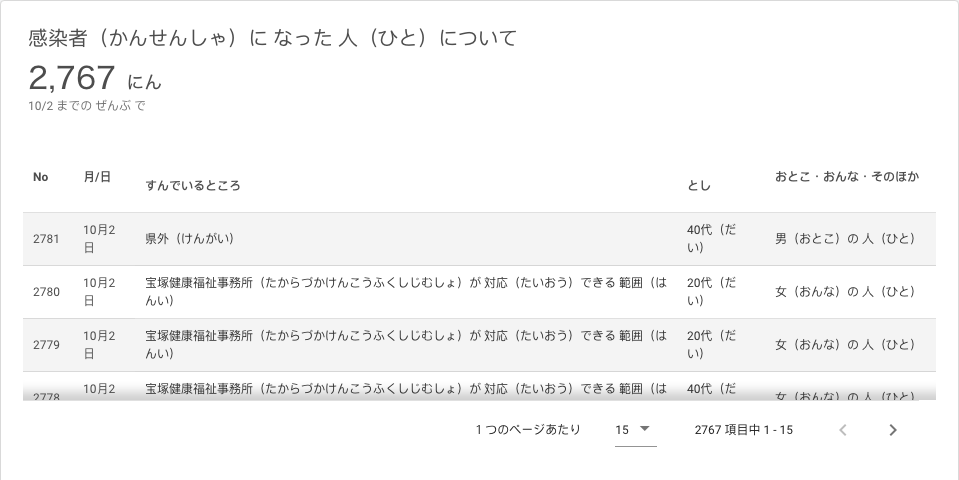 感染者（かんせんしゃ）に なった 人（ひと）について
2,767 にん
10/2 までの ぜんぶ で
No 月/日 すんでいるところ とし おとこ・おんな・そのほか
2781 10月2日 県外（けんがい） 40代（だい） 男（おとこ）の 人（ひと）
2780 10月2日 宝塚健康福祉事務所（たからづかけんこうふくしじむしょ）が 対応（たいおう）できる 範囲（はんい） 20代（だい） 女（おんな）の 人（ひと）
2779 10月2日 宝塚健康福祉事務所（たからづかけんこうふくしじむしょ）が 対応（たいおう）できる 範囲（はんい） 20代（だい） 女（おんな）の 人（ひと）
2778 10月2 宝塚健康福祉事務所（たからづかけんこうふくしじむしょ）が 対応（たいおう）できる 範囲（は 40代（だ 女（おんな）の 人（ひと）
1 つのページあたり 15 2767 項目中 1 - 15